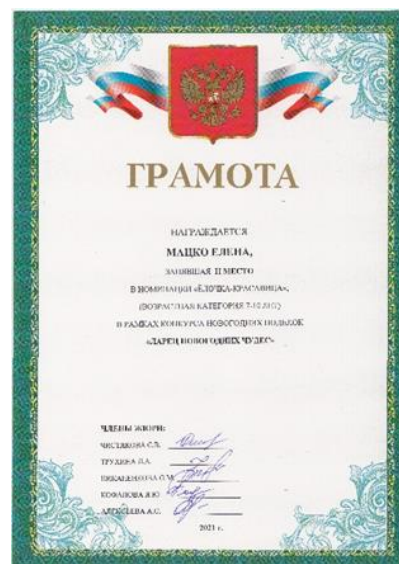 ГРАМОТА
НАГРАЖДАЕТСЯ
МАЦКО ЕЛЕНА,
ЗАНЯВШАЯ II МЕСТО
В НОМИНАЦИИ «ЁЛОЧКА-КРАСАВИЦА»,
(ВОЗРАСТНАЯ КАТЕГОРИЯ 7-10 ЛЕТ)
В РАМКАХ КОНКУРСА НОВОГОДНИХ ПОДЕЛОК
«ЛАРЕЦ НОВОГОДНИХ ЧУДЕС»
ЧЛЕНЫ ЖЮРИ:
ЧИСТЯКОВА С.В.
ТРУНИНА Л.А.
О.М.
КОФАНОВА Я.Ю.
АЛЕКСЕЕВА А.С.
2021 г.